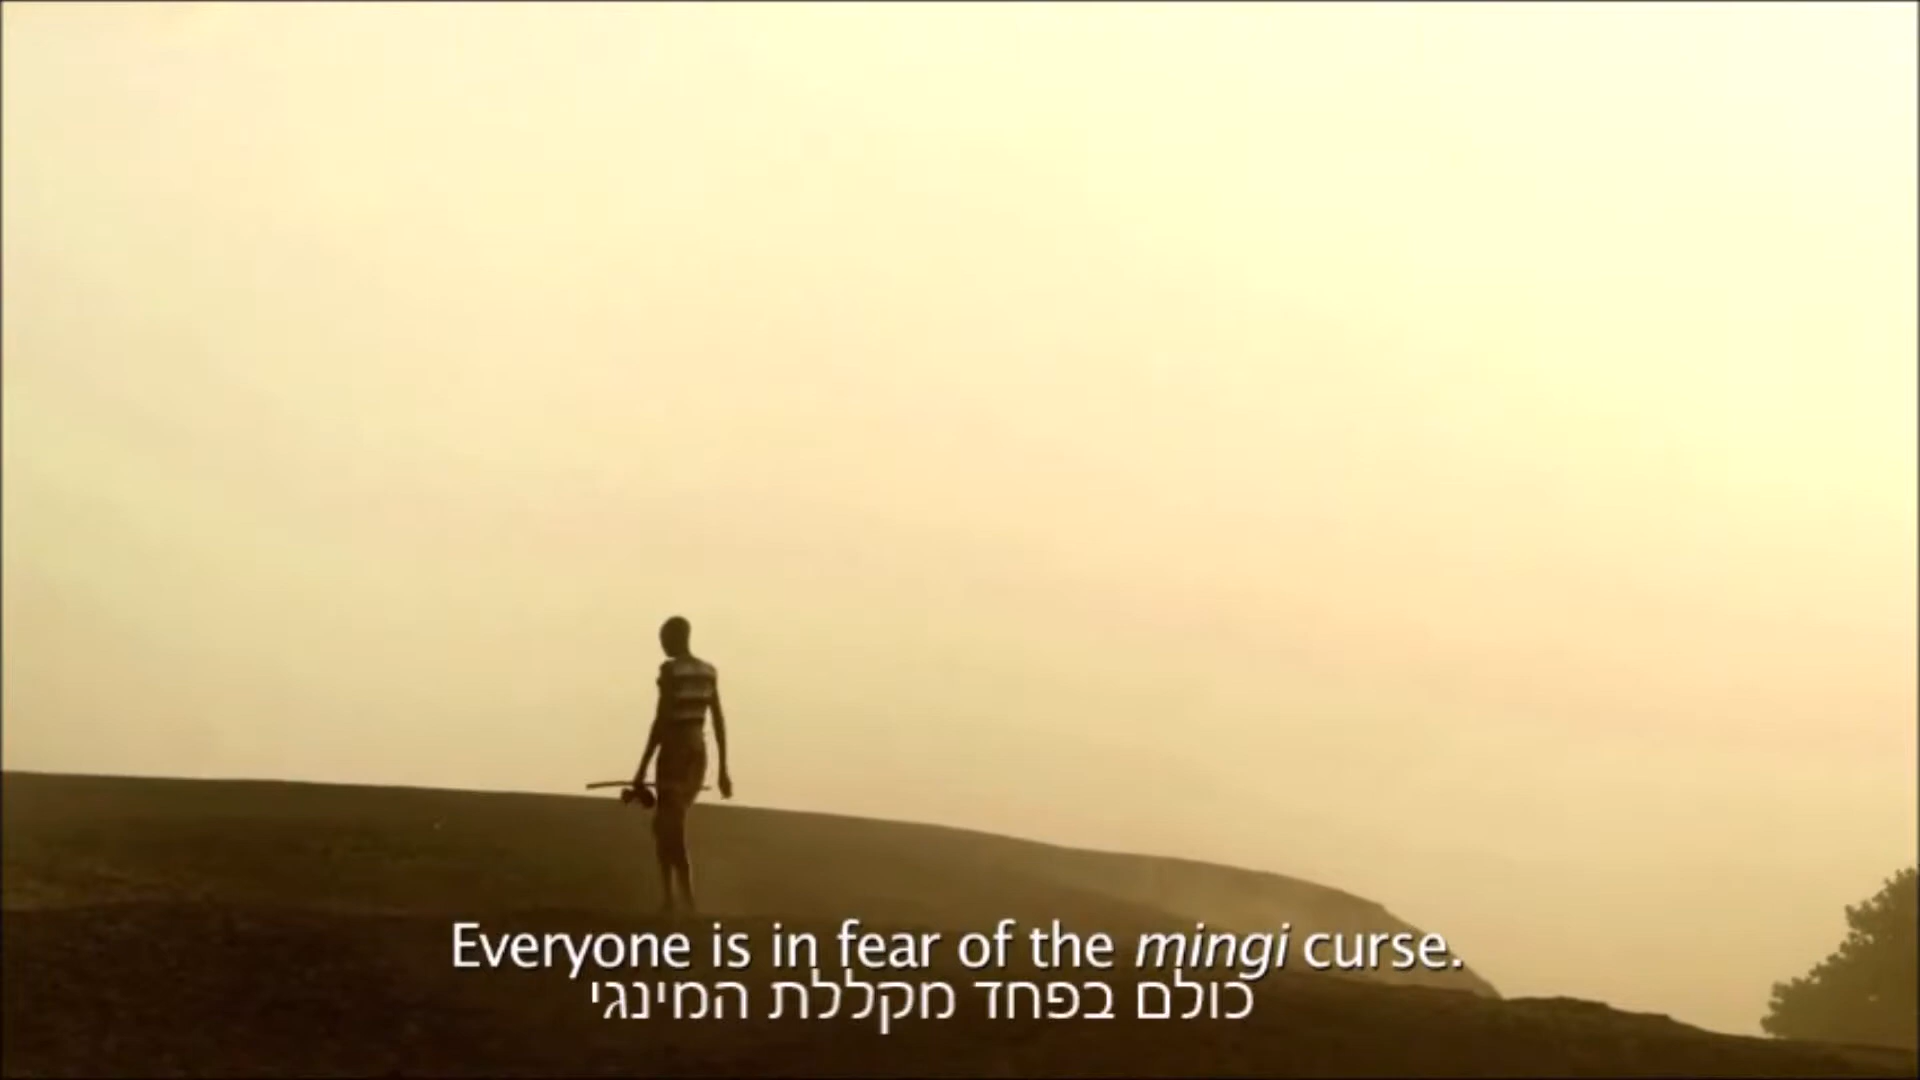 Everyone is in fear of the mingi curse.
כולם בפחד מקללת המינגי